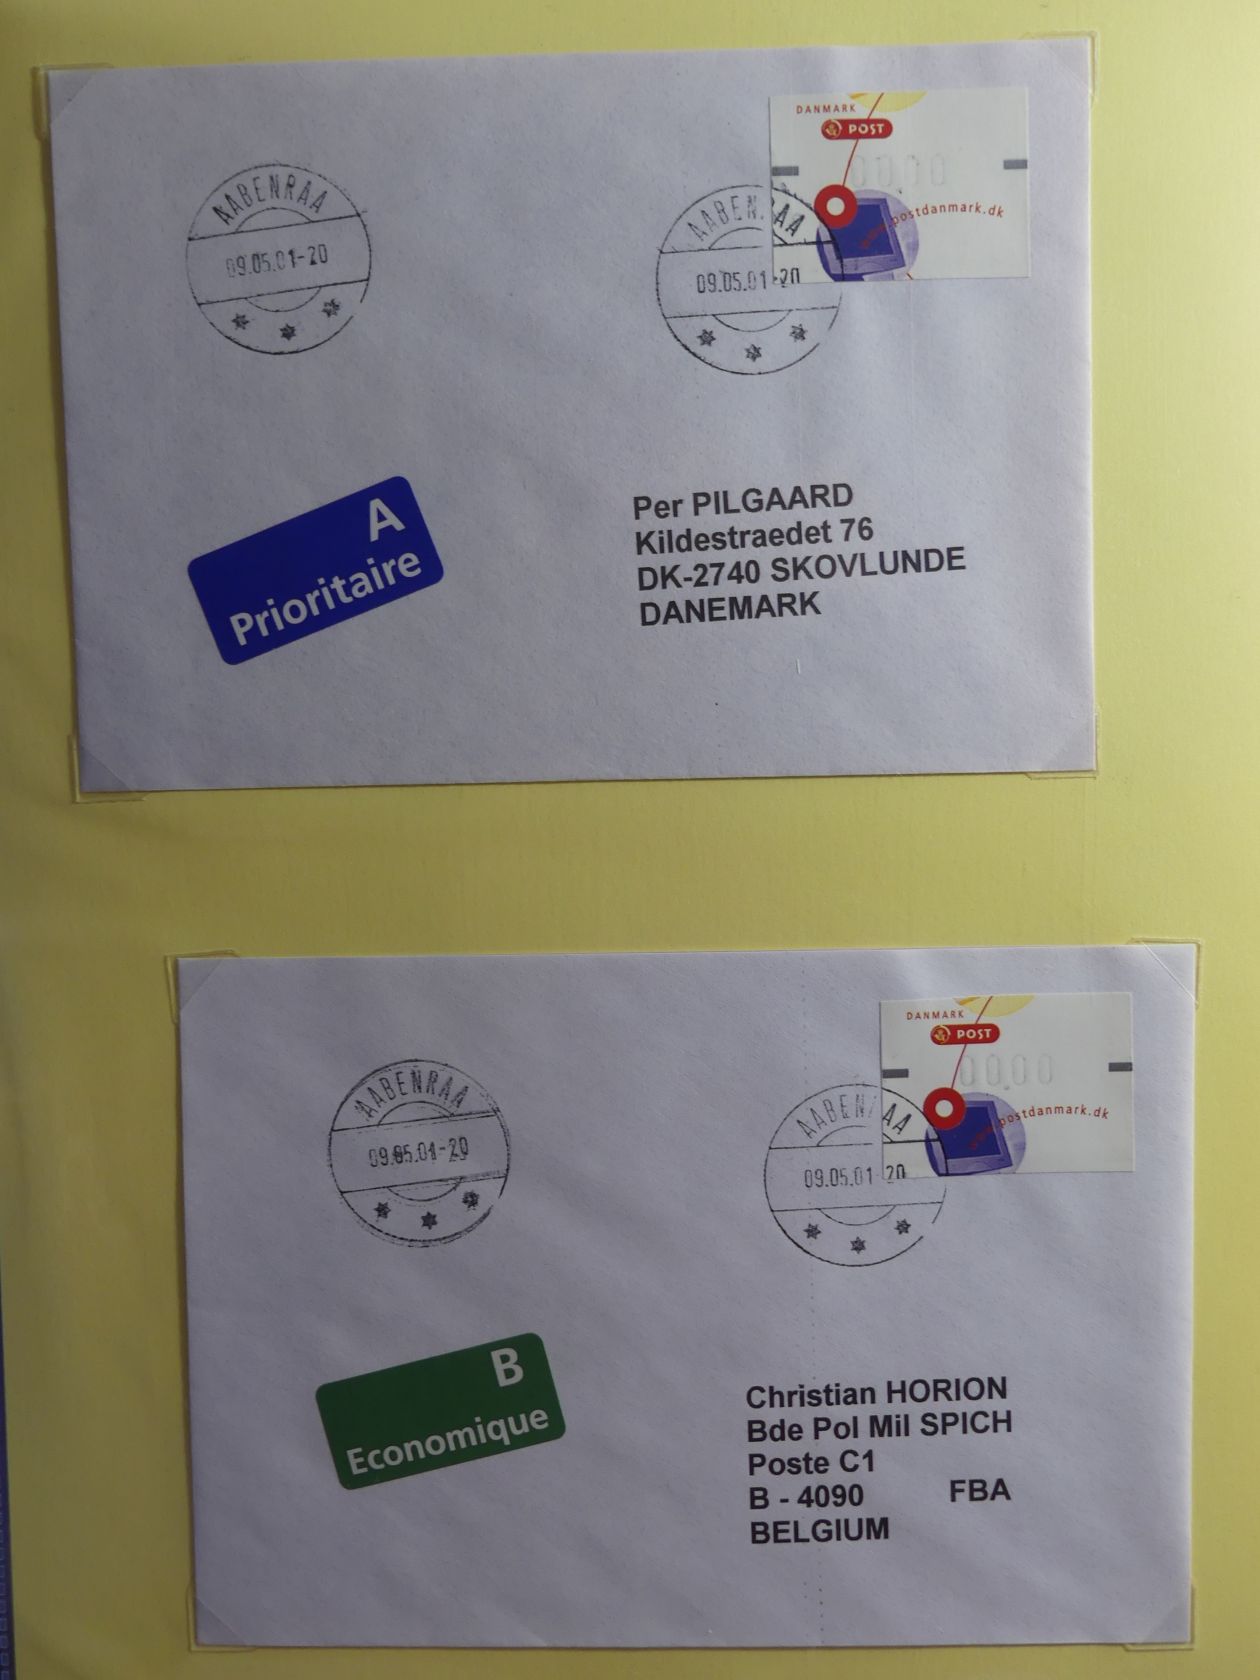 DANMARK
POST
00.00
www.postdanmark.dk
AABENRAA
09.05.01-20
AABENRAA
09.05.01-20
A
Prioritaire
Per PILGAARD
Kildestraedet 76
DK-2740 SKOVLUNDE
DANEMARK
DANMARK
POST
00.00
www.postdanmark.dk
AABENRAA
09.05.01-20
AABENRAA
09.05.01-20
B
Economique
Christian HORION
Bde Pol Mil SPICH
Poste C1
B - 4090 FBA
BELGIUM